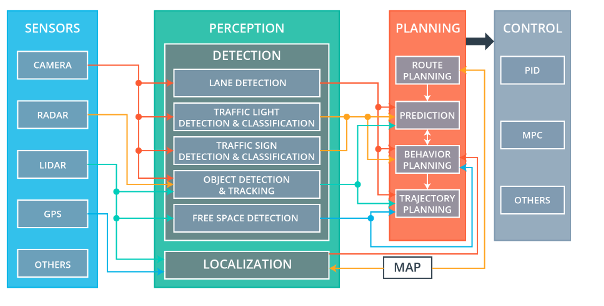 SENSORS
CAMERA
RADAR
LIDAR
GPS
OTHERS
PERCEPTION
DETECTION
LANE DETECTION
TRAFFIC LIGHT
DETECTION & CLASSIFICATION
TRAFFIC SIGN
DETECTION & CLASSIFICATION
OBJECT DETECTION
& TRACKING
FREE SPACE DETECTION
LOCALIZATION
PLANNING
ROUTE
PLANNING
PREDICTION
BEHAVIOR
PLANNING
TRAJECTORY
PLANNING
MAP
CONTROL
PID
MPC
OTHERS